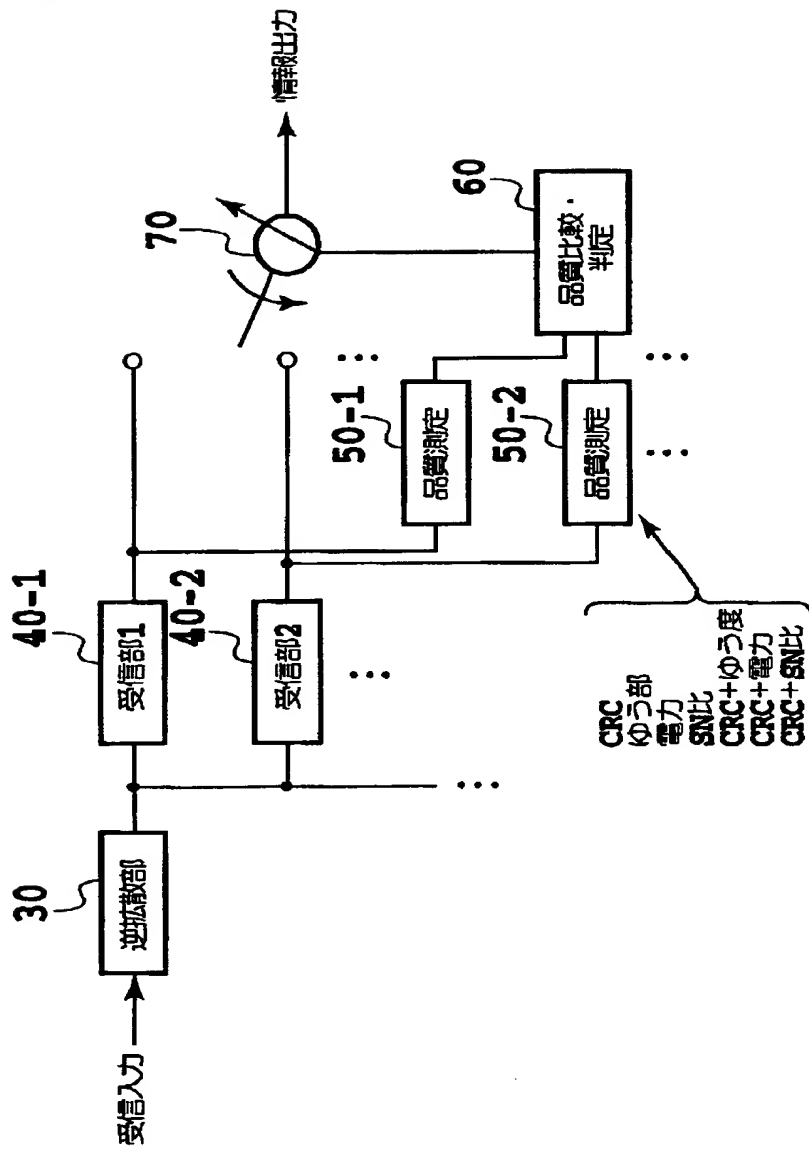 受信入力
30
逆拡散部
40-1
受信部1
40-2
受信部2
50-1
品質測定
50-2
品質測定
60
品質比較・
判定
70
情報出力
CRC
ゆう部
電力
SN比
CRC+ゆう度
CRC+電力
CRC+SN比